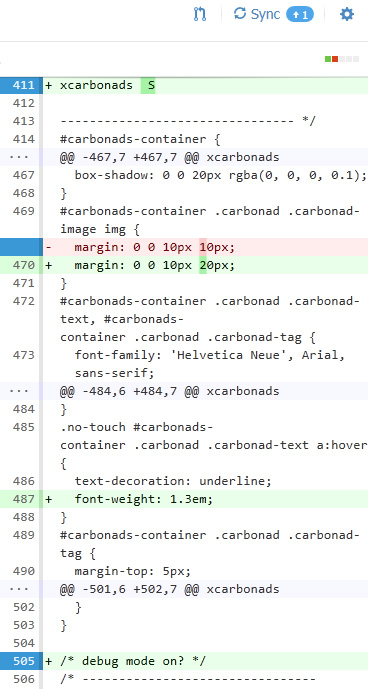 Sync +1
411 + xcarbonads  S
412
413 -------------------------------- */
414 #carbonads-container {
... @@ -467,7 +467,7 @@ xcarbonads
467 box-shadow: 0 0 20px rgba(0, 0, 0, 0.1);
468 }
469 #carbonads-container .carbonad .carbonad-
image img {
- margin: 0 0 10px 10px;
470 + margin: 0 0 10px 20px;
471 }
472 #carbonads-container .carbonad .carbonad-
text, #carbonads-
container .carbonad .carbonad-tag {
473 font-family: 'Helvetica Neue', Arial,
sans-serif;
... @@ -484,6 +484,7 @@ xcarbonads
484 }
485 .no-touch #carbonads-
container .carbonad .carbonad-text a:hover
{
486 text-decoration: underline;
487 + font-weight: 1.3em;
488 }
489 #carbonads-container .carbonad .carbonad-
tag {
490 margin-top: 5px;
... @@ -501,6 +502,7 @@ xcarbonads
502 }
503 }
504
505 + /* debug mode on? */
506 /* --------------------------------